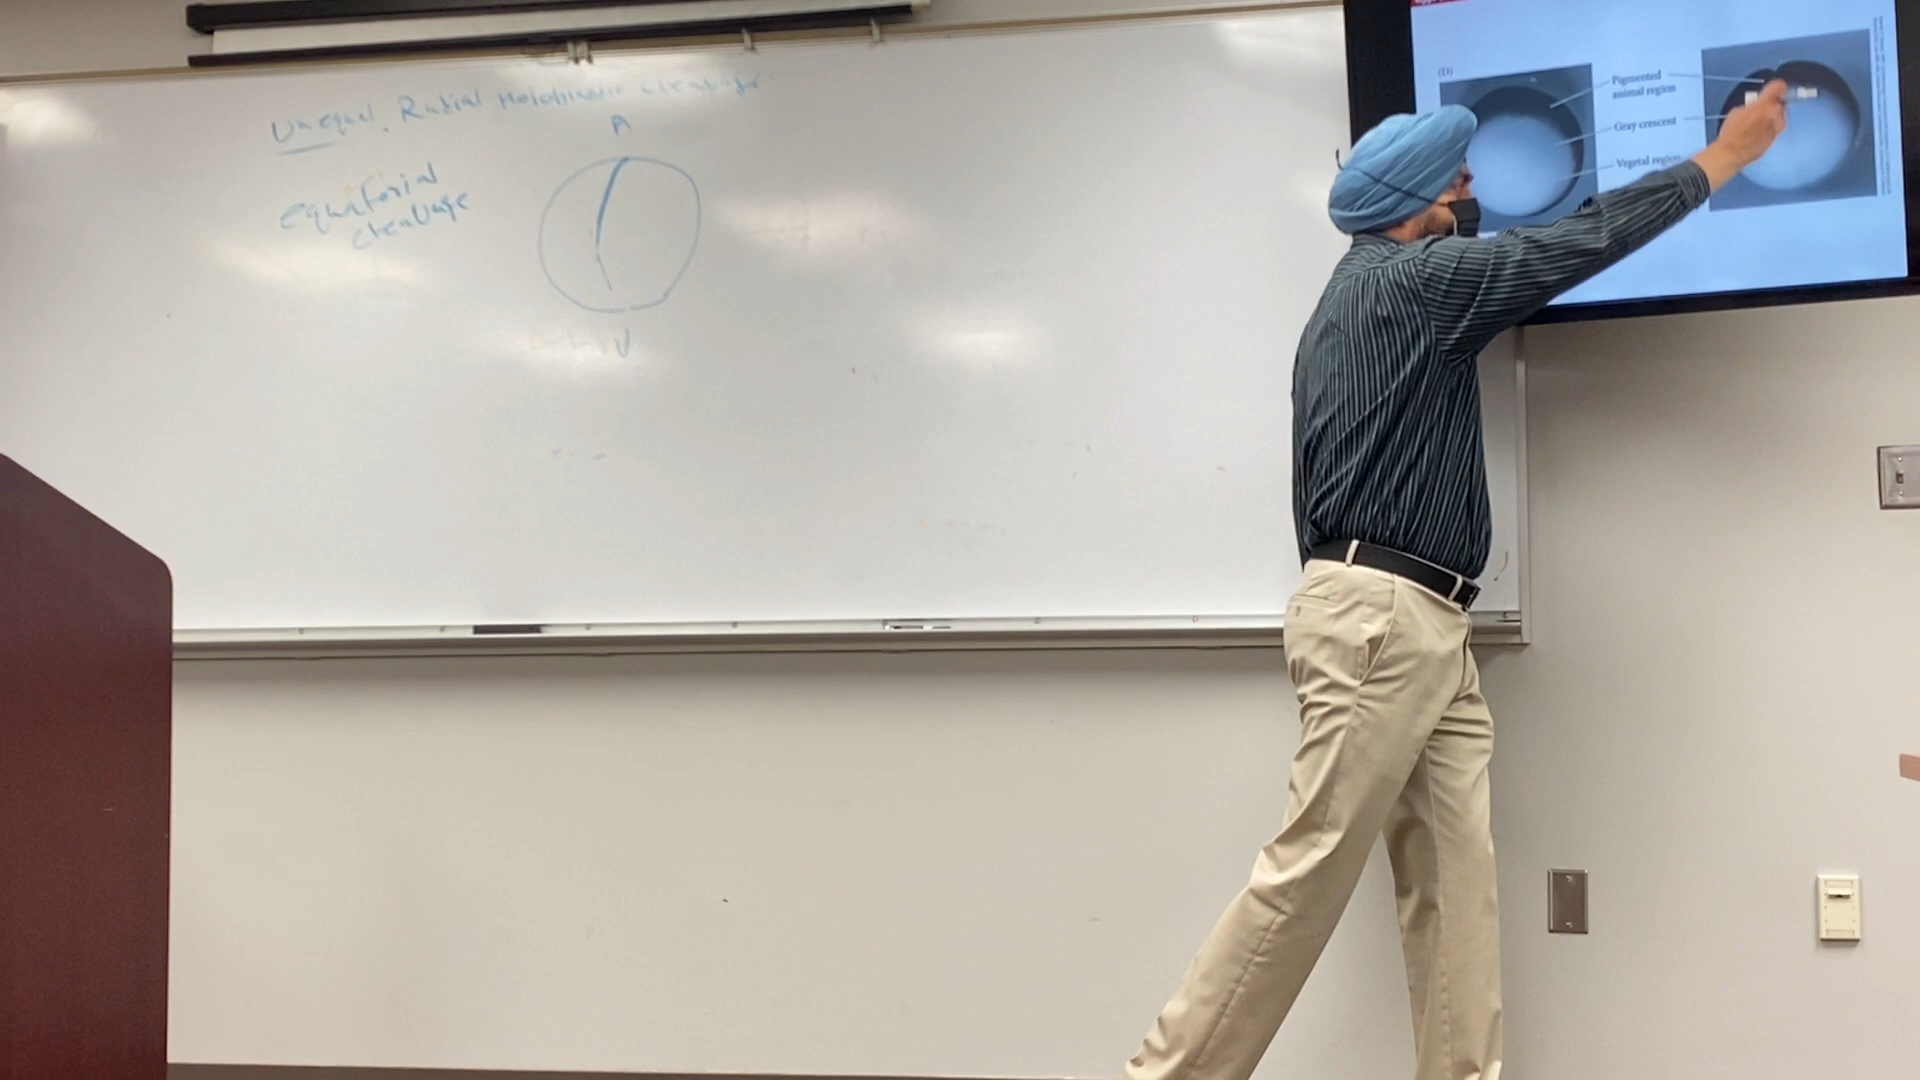 Unequal. Radial Holoblastic Cleavage
A
equatorial
cleavage
V
(D)
Pigmented
animal region
Gray crescent
Vegetal region